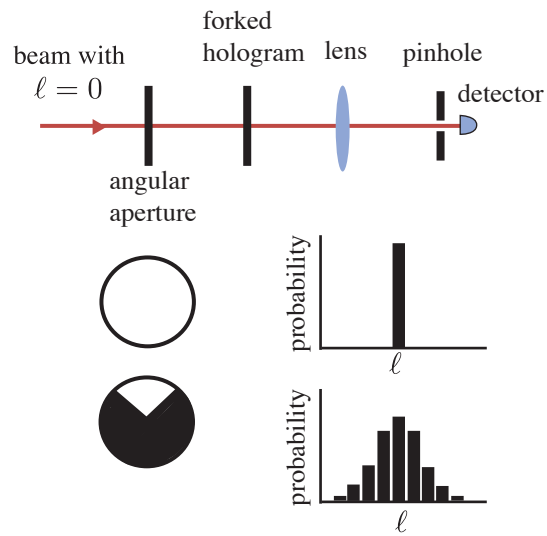 beam with
ℓ = 0
forked
hologram
lens
pinhole
detector
angular
aperture
probability
ℓ
probability
ℓ